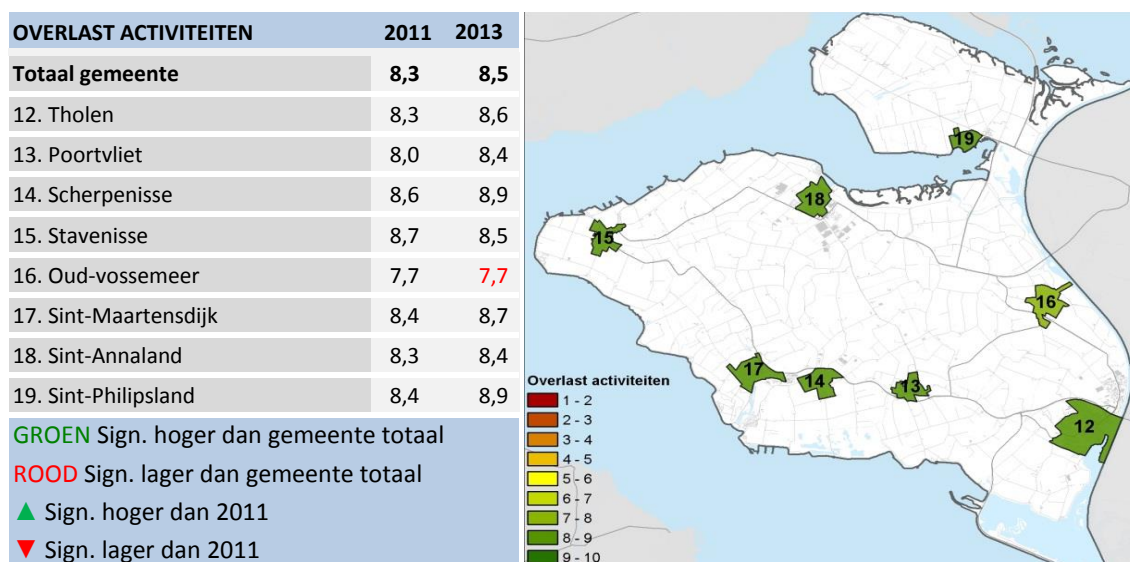 OVERLAST ACTIVITEITEN 2011 2013
Totaal gemeente 8,3 8,5
12. Tholen 8,3 8,6
13. Poortvliet 8,0 8,4
14. Scherpenisse 8,6 8,9
15. Stavenisse 8,7 8,5
16. Oud-vossemeer 7,7 7,7
17. Sint-Maartensdijk 8,4 8,7
18. Sint-Annaland 8,3 8,4
19. Sint-Philipsland 8,4 8,9
GROEN Sign. hoger dan gemeente totaal
ROOD Sign. lager dan gemeente totaal
▲ Sign. hoger dan 2011
▼ Sign. lager dan 2011
19
18
15
16
17
14
13
12
Overlast activiteiten
1 - 2
2 - 3
3 - 4
4 - 5
5 - 6
6 - 7
7 - 8
8 - 9
9 - 10